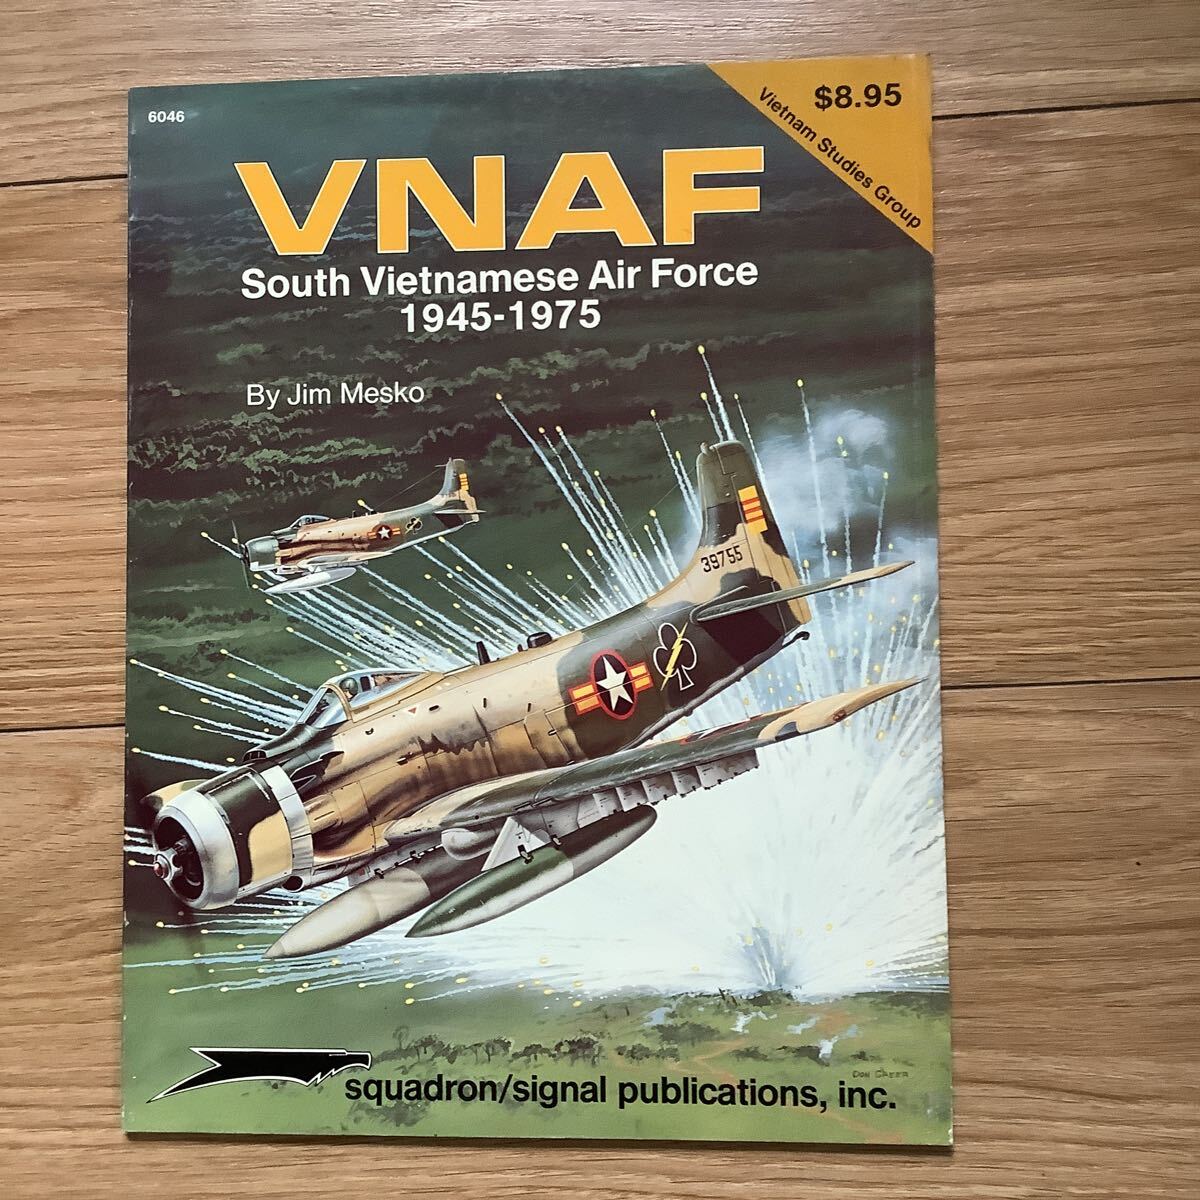 6046
$8.95
Vietnam Studies Group
VNAF
South Vietnamese Air Force
1945-1975
By Jim Mesko
39755
DON GREER
squadron/signal publications, inc.